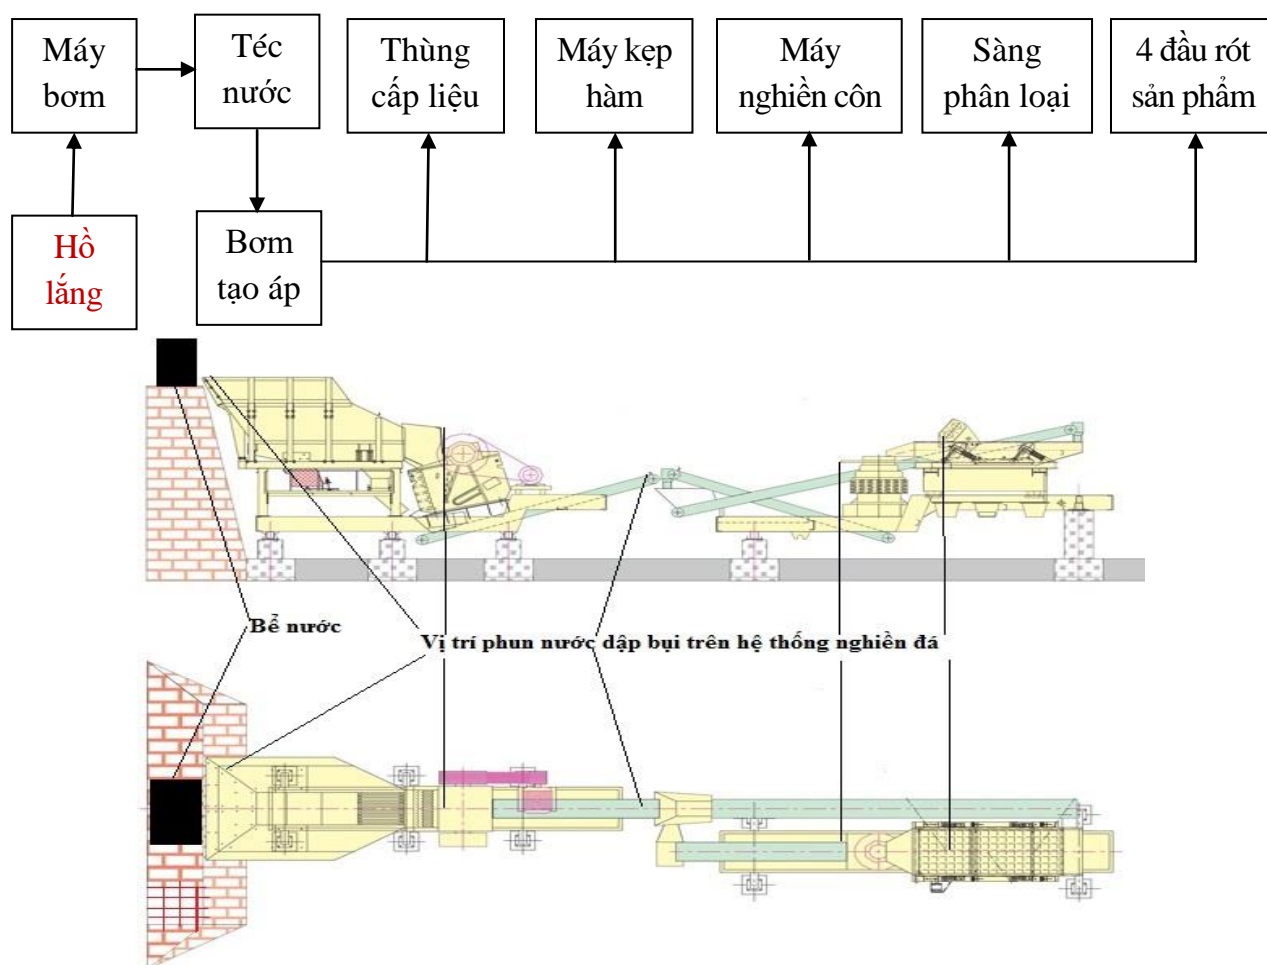 Máy
bơm
Téc
nước
Thùng
cấp liệu
Máy kẹp
hàm
Máy
nghiền côn
Sàng
phân loại
4 đầu rót
sản phẩm
Hồ
lắng
Bơm
tạo áp
Bể nước
Vị trí phun nước dập bụi trên hệ thống nghiền đá